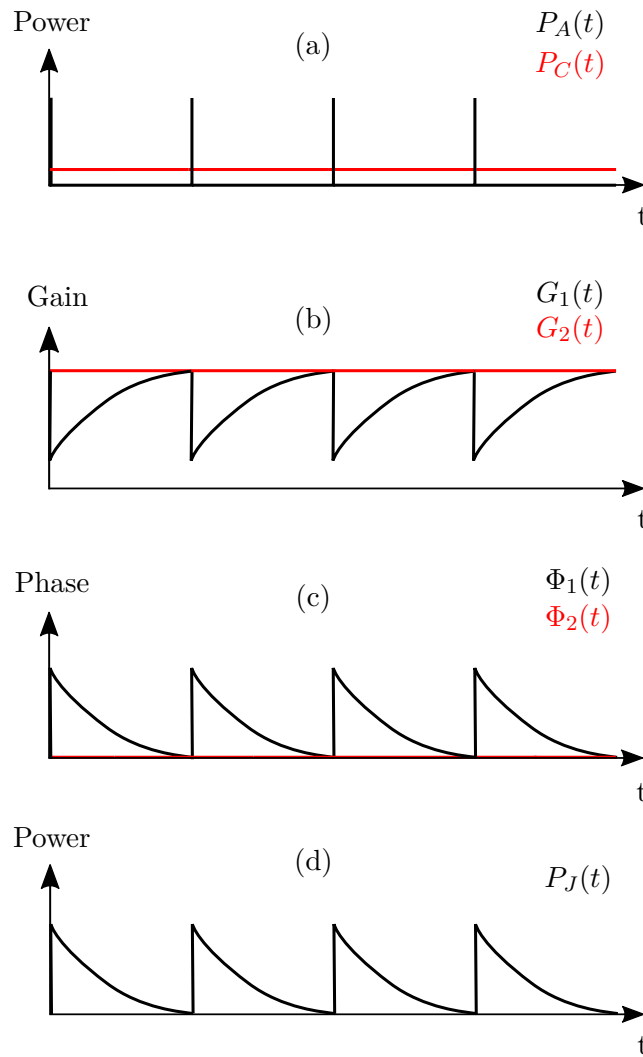 Power
(a)
P_A(t)
P_C(t)
t
Gain
(b)
G_1(t)
G_2(t)
t
Phase
(c)
Φ_1(t)
Φ_2(t)
t
Power
(d)
P_J(t)
t